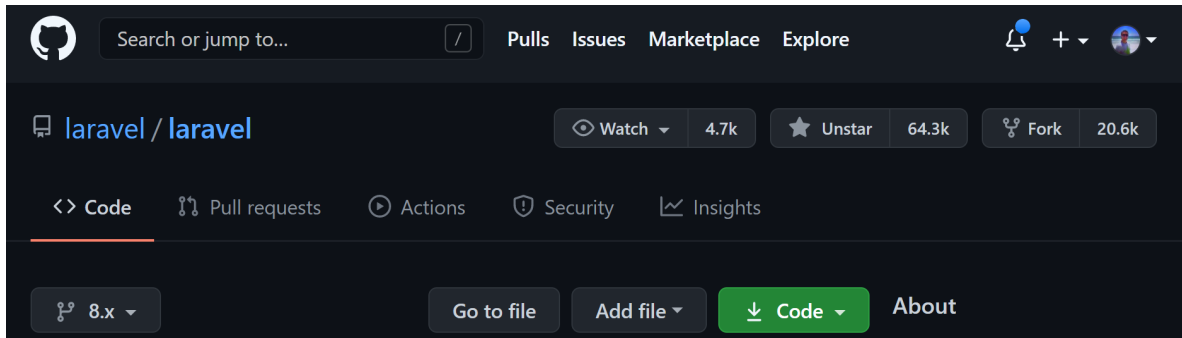 Search or jump to... / Pulls Issues Marketplace Explore
laravel / laravel Watch 4.7k Unstar 64.3k Fork 20.6k
<> Code Pull requests Actions Security Insights
8.x Go to file Add file Code About